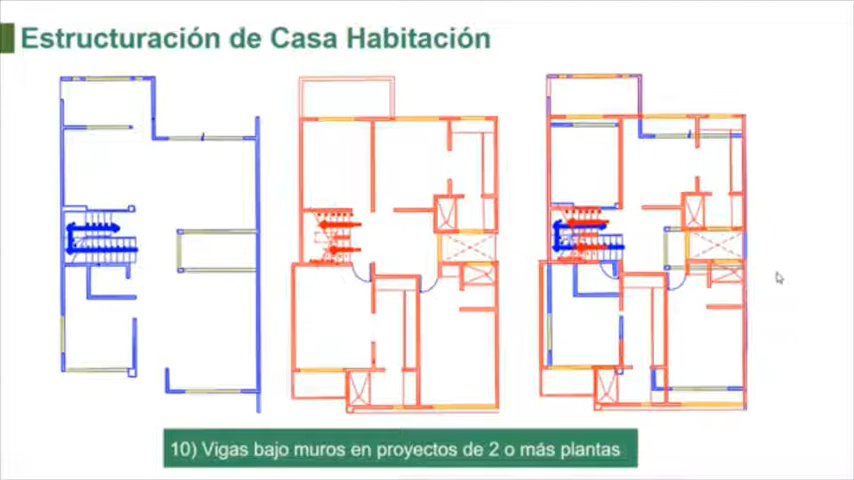 Estructuración de Casa Habitación
10) Vigas bajo muros en proyectos de 2 o más plantas